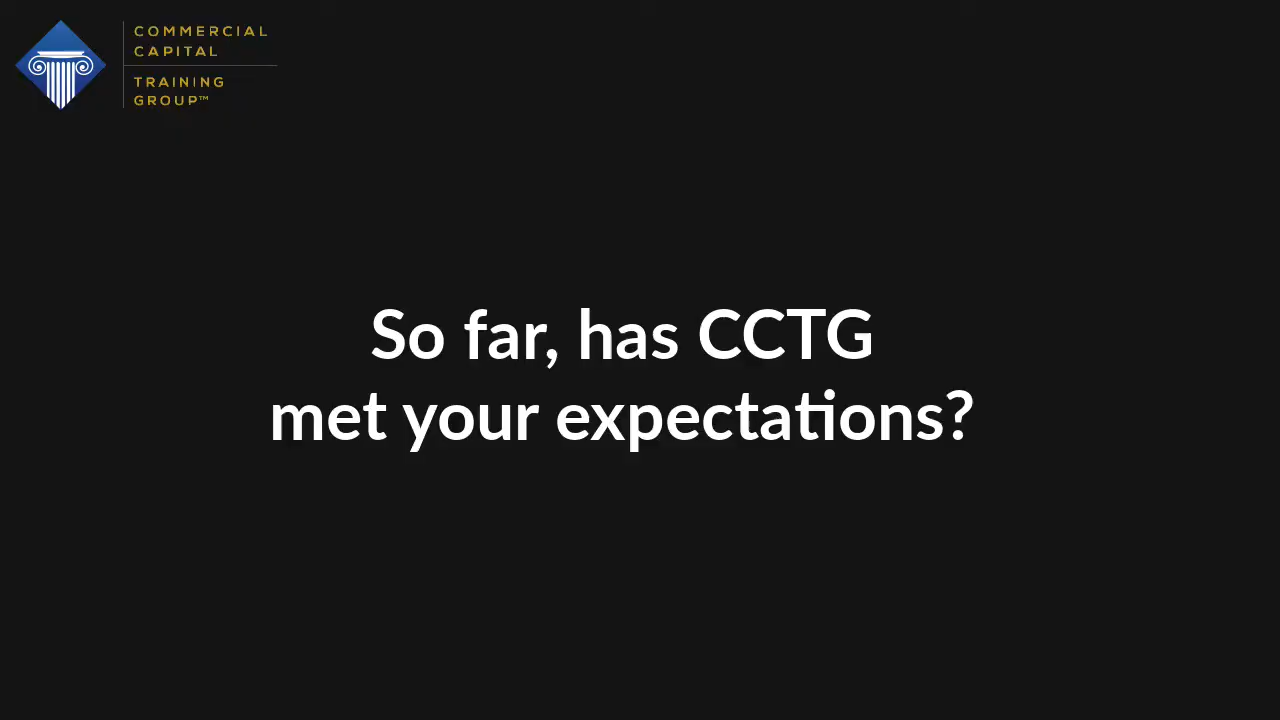 COMMERCIAL
CAPITAL
TRAINING
GROUP™
So far, has CCTG
met your expectations?